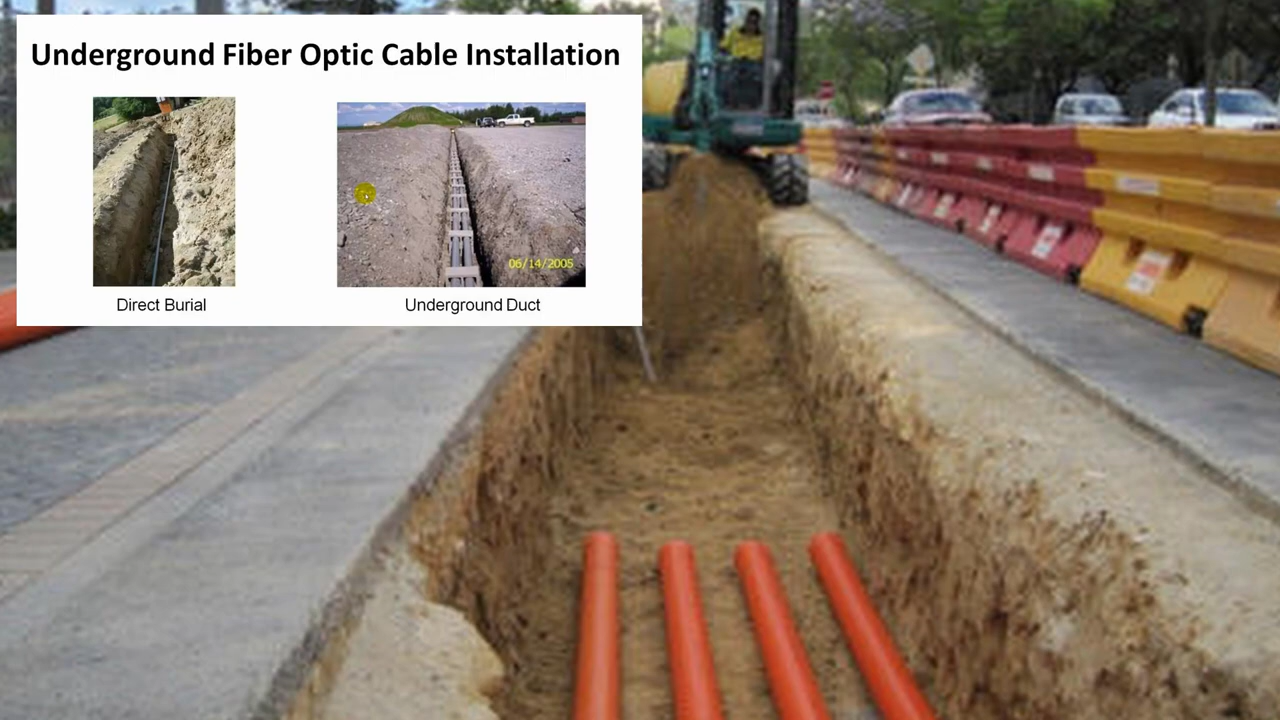 Underground Fiber Optic Cable Installation
06/14/2005
Direct Burial
Underground Duct